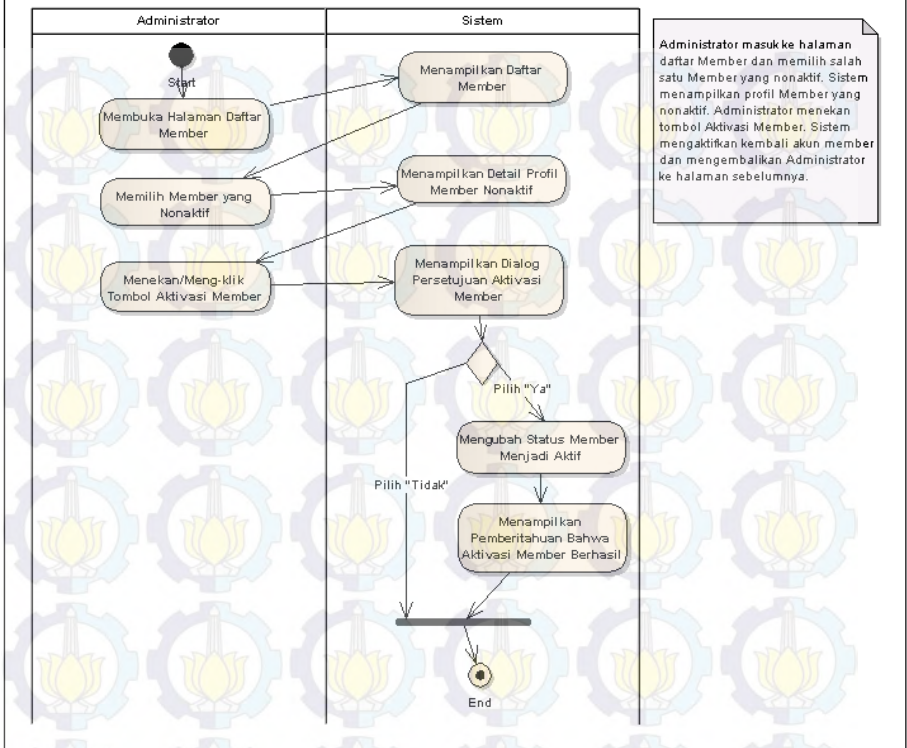 Administrator
Sistem
Start
Membuka Halaman Daftar
Member
Menampilkan Daftar
Member
Memilih Member yang
Nonaktif
Menampilkan Detail Profil
Member Nonaktif
Menekan/Meng-klik
Tombol Aktivasi Member
Menampilkan Dialog
Persetujuan Aktivasi
Member
Pilih "Ya"
Mengubah Status Member
Menjadi Aktif
Pilih "Tidak"
Menampilkan
Pemberitahuan Bahwa
Aktivasi Member Berhasil
End
Administrator masuk ke halaman
daftar Member dan memilih salah
satu Member yang nonaktif. Sistem
menampilkan profil Member yang
nonaktif. Administrator menekan
tombol Aktivasi Member. Sistem
mengaktifkan kembali akun member
dan mengembalikan Administrator
ke halaman sebelumnya.